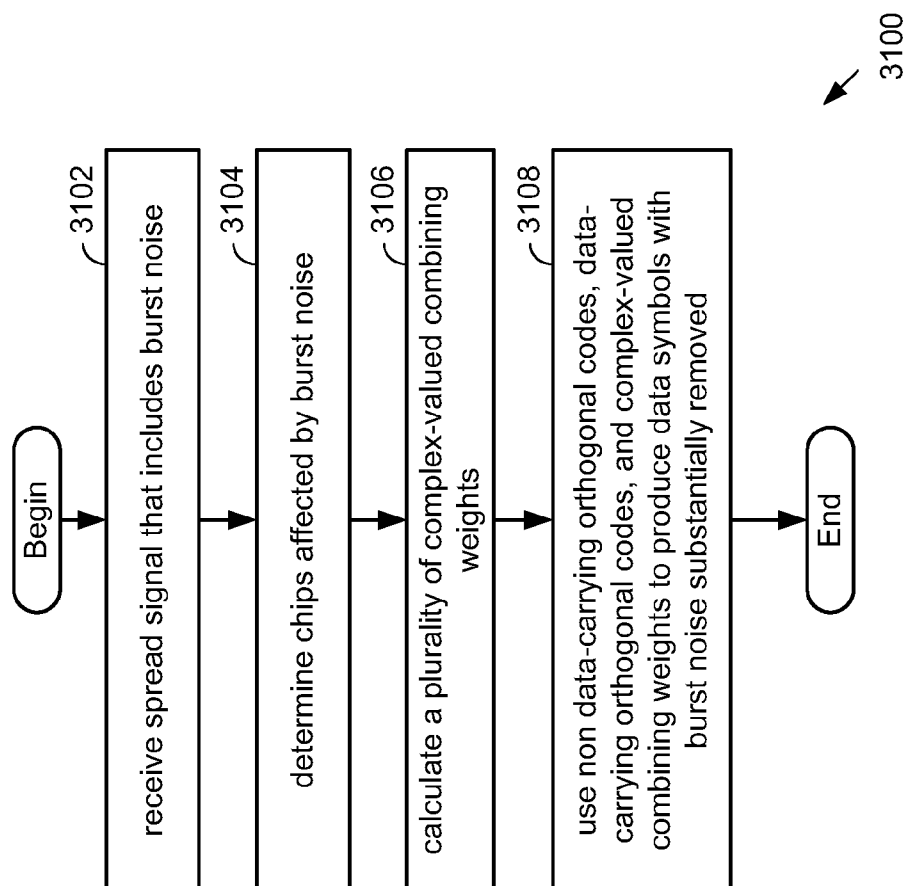 Begin
3102
receive spread signal that includes burst noise
3104
determine chips affected by burst noise
3106
calculate a plurality of complex-valued combining
weights
3108
use non data-carrying orthogonal codes, data-
carrying orthogonal codes, and complex-valued
combining weights to produce data symbols with
burst noise substantially removed
End
3100